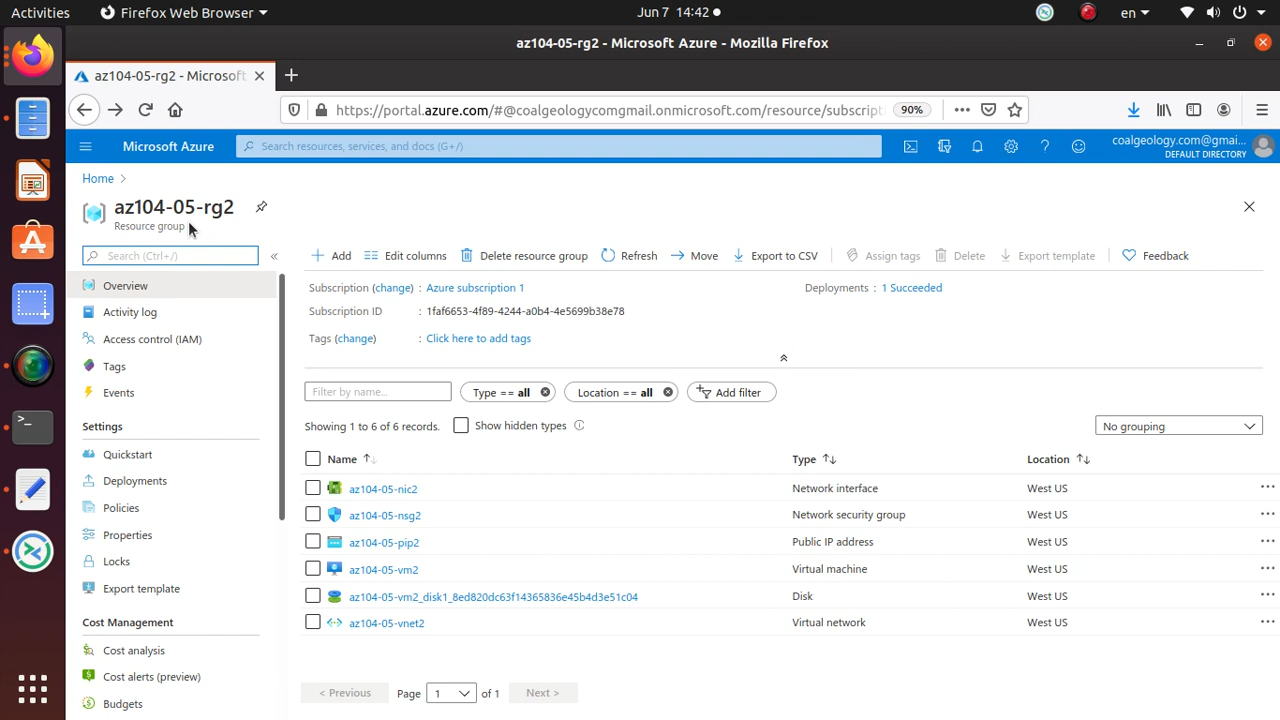 Activities Firefox Web Browser Jun 7 14:42 en
az104-05-rg2 - Microsoft Azure - Mozilla Firefox
az104-05-rg2 - Microsoft
https://portal.azure.com/#@coalgeologycomgmail.onmicrosoft.com/resource/subscript 90%
Microsoft Azure Search resources, services, and docs (G+/) coalgeology.com@gmai...
DEFAULT DIRECTORY
Home
az104-05-rg2
Resource group
Search (Ctrl+/)
Add Edit columns Delete resource group Refresh Move Export to CSV Assign tags Delete Export template Feedback
Overview
Activity log
Access control (IAM)
Tags
Events
Settings
Quickstart
Deployments
Policies
Properties
Locks
Export template
Cost Management
Cost analysis
Cost alerts (preview)
Budgets
Subscription (change) : Azure subscription 1 Deployments : 1 Succeeded
Subscription ID : 1faf6653-4f89-4244-a0b4-4e5699b38e78
Tags (change) : Click here to add tags
Filter by name... Type == all Location == all Add filter
Showing 1 to 6 of 6 records. Show hidden types No grouping
Name Type Location
az104-05-nic2 Network interface West US
az104-05-nsg2 Network security group West US
az104-05-pip2 Public IP address West US
az104-05-vm2 Virtual machine West US
az104-05-vm2_disk1_8ed820dc63f14365836e45b4d3e51c04 Disk West US
az104-05-vnet2 Virtual network West US
< Previous Page 1 of 1 Next >